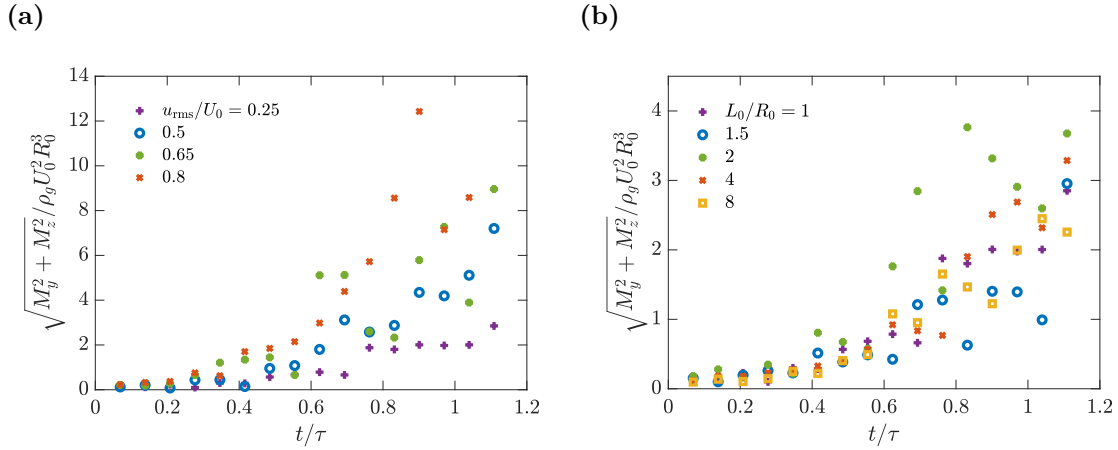 (a)
(b)
14
12
10
8
6
4
2
0
0 0.2 0.4 0.6 0.8 1 1.2
t/τ
√(M_y^2 + M_z^2)/ρ_g U_0^2 R_0^3
u_rms/U_0 = 0.25
0.5
0.65
0.8
4
3
2
1
0
0 0.2 0.4 0.6 0.8 1 1.2
t/τ
√(M_y^2 + M_z^2)/ρ_g U_0^2 R_0^3
L_0/R_0 = 1
1.5
2
4
8